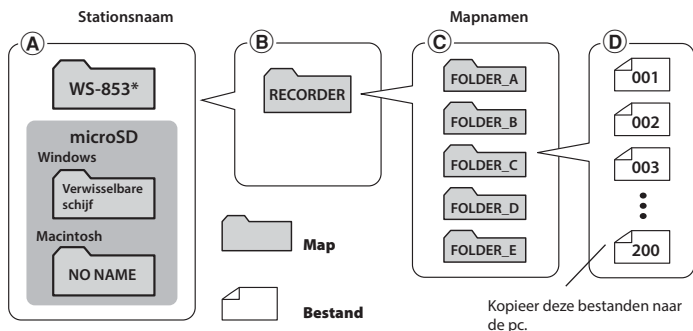 Stationsnaam
Mapnamen
A
B
C
D
WS-853*
microSD
Windows
Verwisselbare
schijf
Macintosh
NO NAME
RECORDER
Map
Bestand
FOLDER_A
FOLDER_B
FOLDER_C
FOLDER_D
FOLDER_E
001
002
003
200
Kopieer deze bestanden naar
de pc.